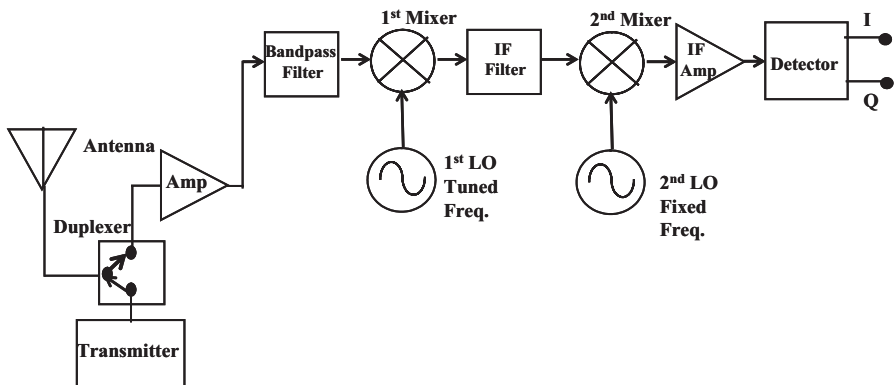 1st Mixer
2nd Mixer
I
Bandpass
Filter
IF
Filter
IF
Amp
Detector
Q
Antenna
Amp
1st LO
Tuned
Freq.
2nd LO
Fixed
Freq.
Duplexer
Transmitter